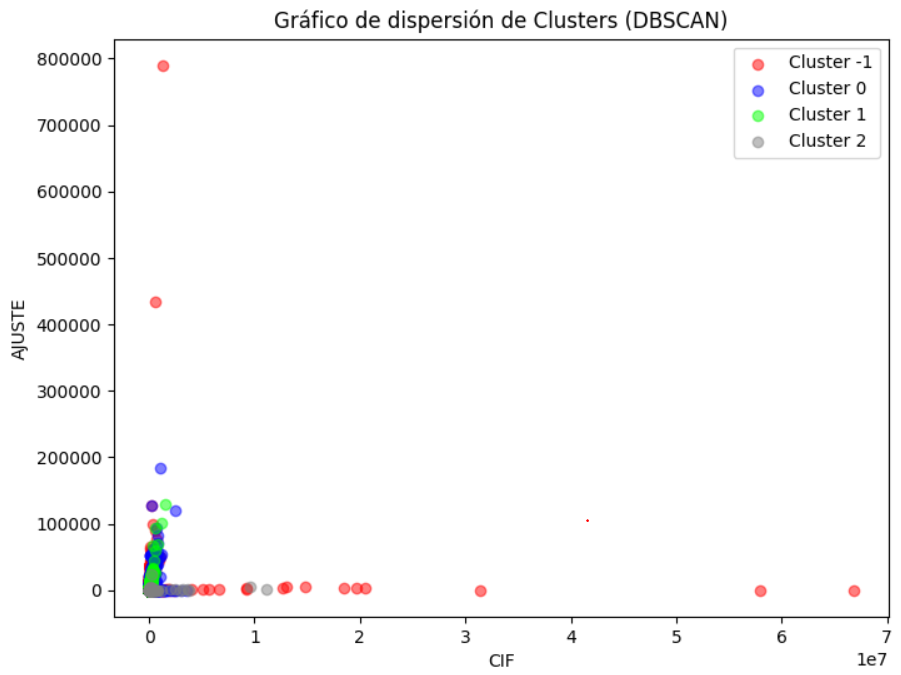 Gráfico de dispersión de Clusters (DBSCAN)
Cluster -1
Cluster 0
Cluster 1
Cluster 2
800000
700000
600000
500000
400000
300000
200000
100000
0
AJUSTE
0 1 2 3 4 5 6 7
1e7
CIF